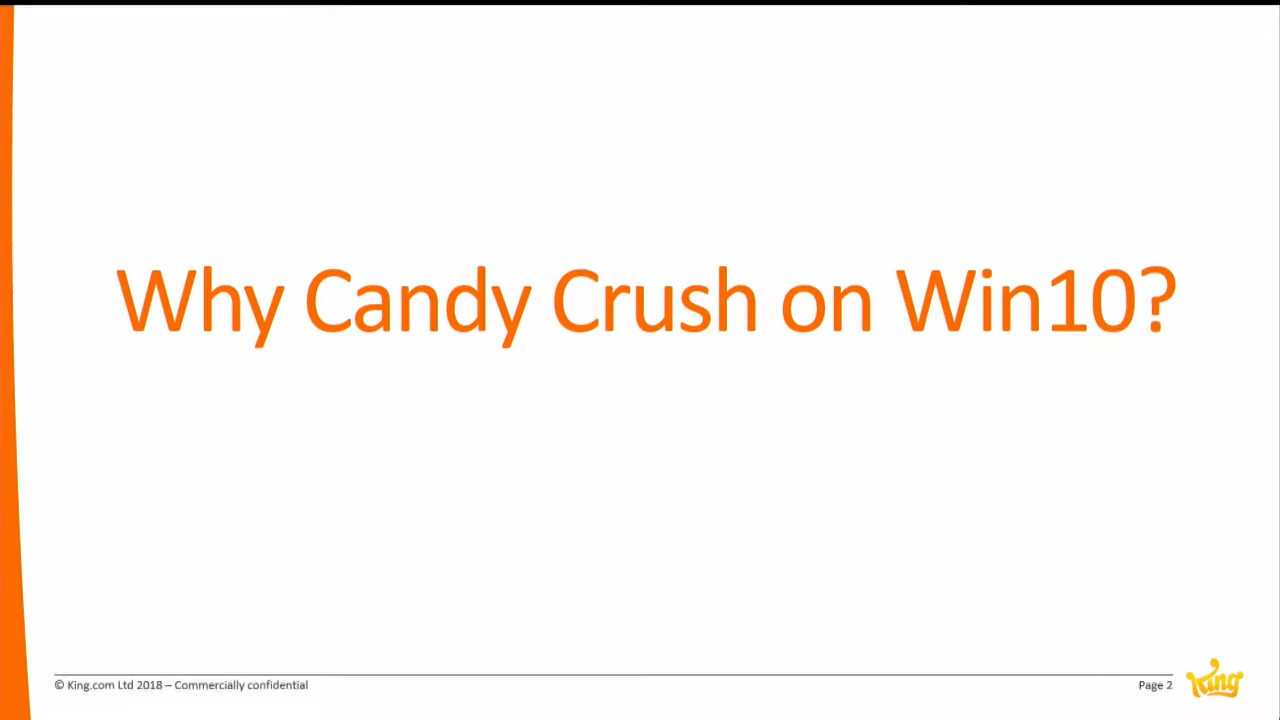 Why Candy Crush on Win10?
© King.com Ltd 2018 – Commercially confidential
Page 2
King